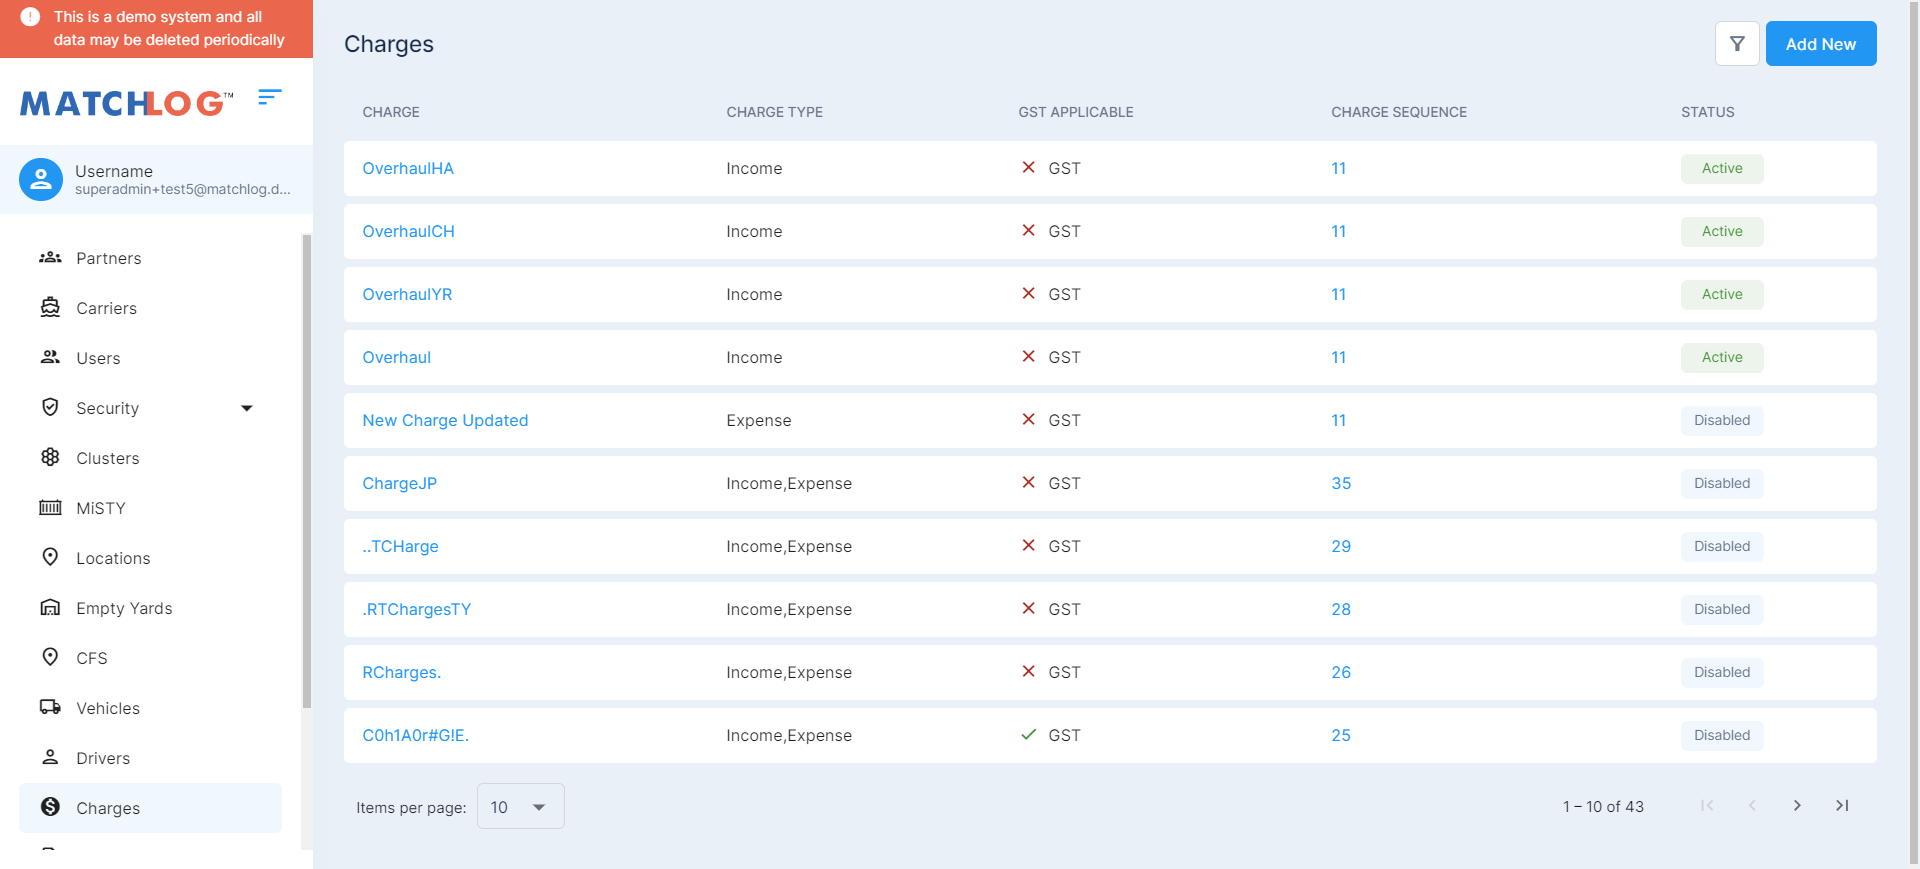 This is a demo system and all
data may be deleted periodically
MATCHLOG™
Username
superadmin+test5@matchlog.d...
Partners
Carriers
Users
Security
Clusters
MiSTY
Locations
Empty Yards
CFS
Vehicles
Drivers
Charges
Charges
Add New
CHARGE CHARGE TYPE GST APPLICABLE CHARGE SEQUENCE STATUS
OverhaulHA Income GST 11 Active
OverhaulCH Income GST 11 Active
OverhaulYR Income GST 11 Active
Overhaul Income GST 11 Active
New Charge Updated Expense GST 11 Disabled
ChargeJP Income,Expense GST 35 Disabled
..TCHarge Income,Expense GST 29 Disabled
.RTChargesTY Income,Expense GST 28 Disabled
RCharges. Income,Expense GST 26 Disabled
C0h1A0r#G!E. Income,Expense GST 25 Disabled
Items per page: 10 1 – 10 of 43